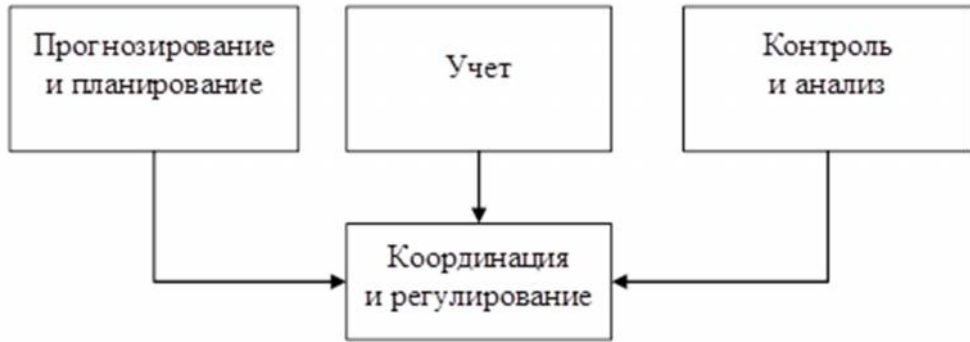 Прогнозирование
и планирование
Учет
Контроль
и анализ
Координация
и регулирование